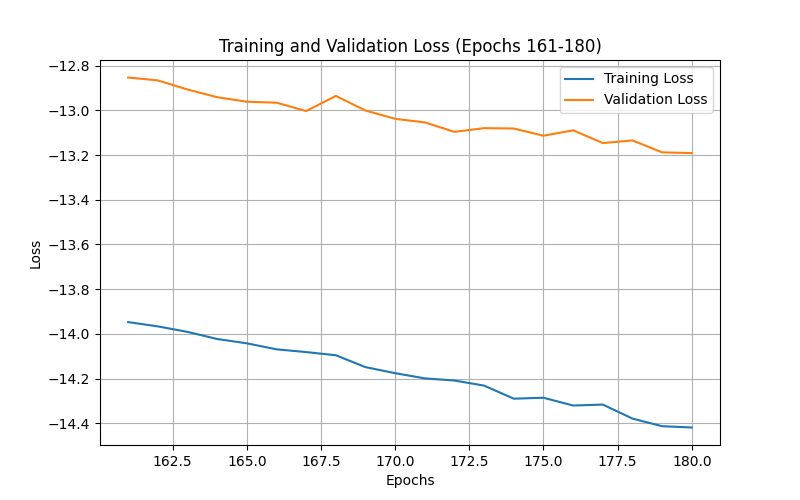 Training and Validation Loss (Epochs 161-180)
Training Loss
Validation Loss
Loss
−12.8
−13.0
−13.2
−13.4
−13.6
−13.8
−14.0
−14.2
−14.4
162.5 165.0 167.5 170.0 172.5 175.0 177.5 180.0
Epochs